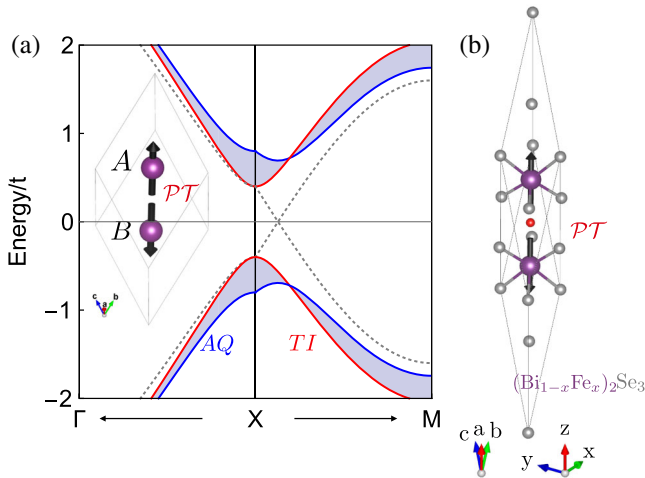 (a)
(b)
Energy/t
2
1
0
−1
−2
A
B
𝒫𝒯
c a b
AQ
TI
Γ
X
M
𝒫𝒯
(Bi₁₋ₓFeₓ)₂Se₃
c a b
y z x